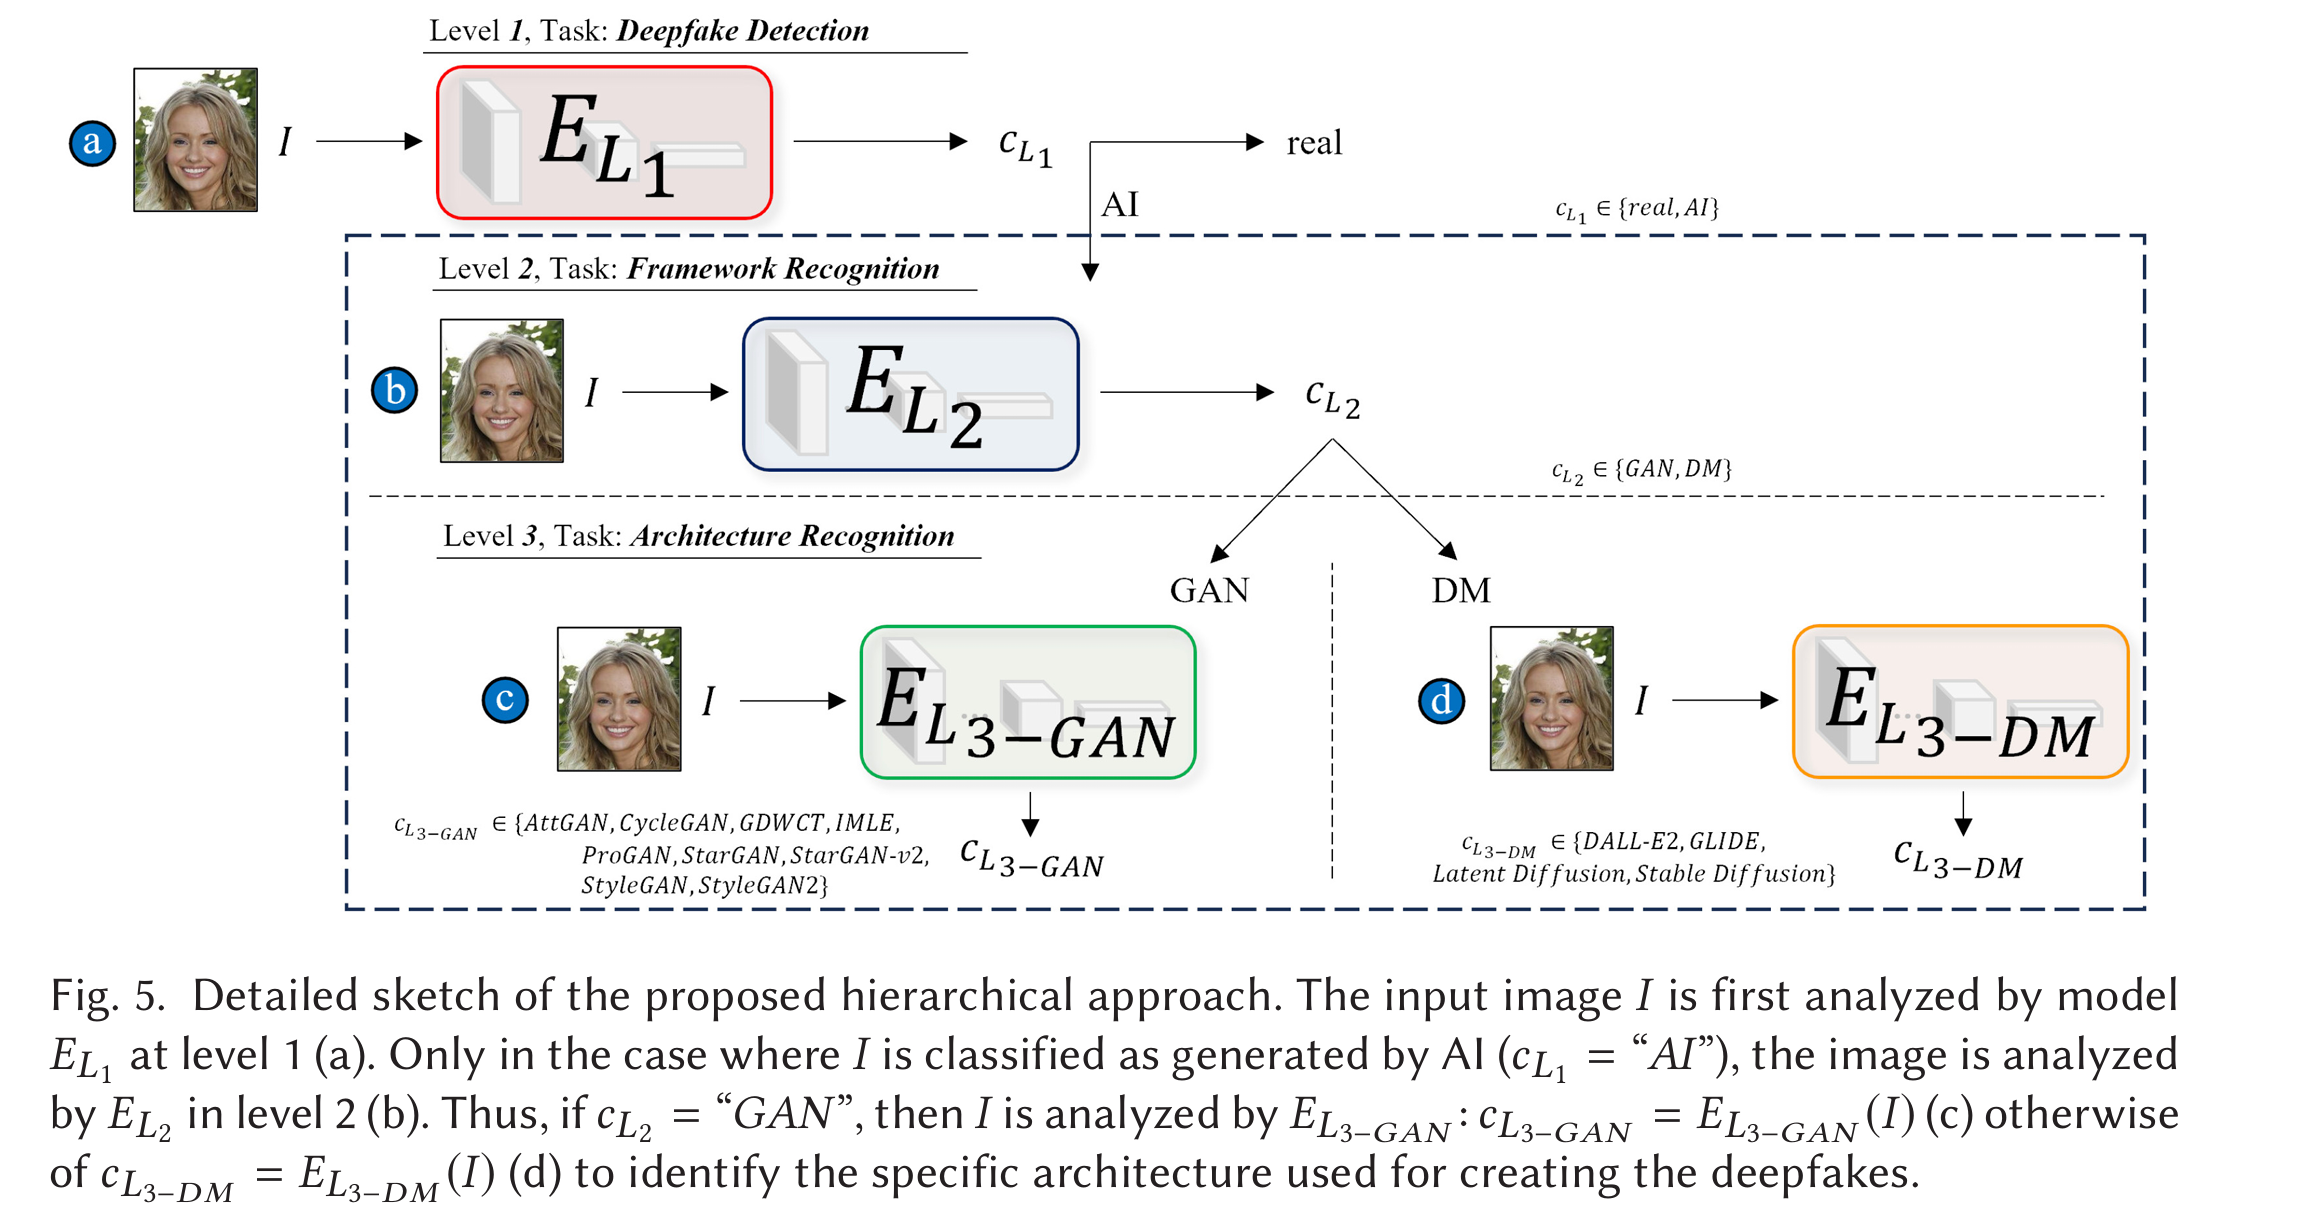 Level 1, Task: Deepfake Detection
a
I
E_{L_1}
c_{L_1}
real
AI
c_{L_1} ∈ {real, AI}
Level 2, Task: Framework Recognition
b
I
E_{L_2}
c_{L_2}
c_{L_2} ∈ {GAN, DM}
Level 3, Task: Architecture Recognition
GAN
DM
c
I
E_{L_{3-GAN}}
c_{L_{3-GAN}} ∈ {AttGAN, CycleGAN, GDWCT, IMLE,
ProGAN, StarGAN, StarGAN-v2,
StyleGAN, StyleGAN2}
c_{L_{3-GAN}}
d
I
E_{L_{3-DM}}
c_{L_{3-DM}} ∈ {DALL-E2, GLIDE,
Latent Diffusion, Stable Diffusion}
c_{L_{3-DM}}
Fig. 5. Detailed sketch of the proposed hierarchical approach. The input image I is first analyzed by model
E_{L_1} at level 1 (a). Only in the case where I is classified as generated by AI (c_{L_1} = “AI”), the image is analyzed
by E_{L_2} in level 2 (b). Thus, if c_{L_2} = “GAN”, then I is analyzed by E_{L_{3-GAN}}: c_{L_{3-GAN}} = E_{L_{3-GAN}}(I) (c) otherwise
of c_{L_{3-DM}} = E_{L_{3-DM}}(I) (d) to identify the specific architecture used for creating the deepfakes.